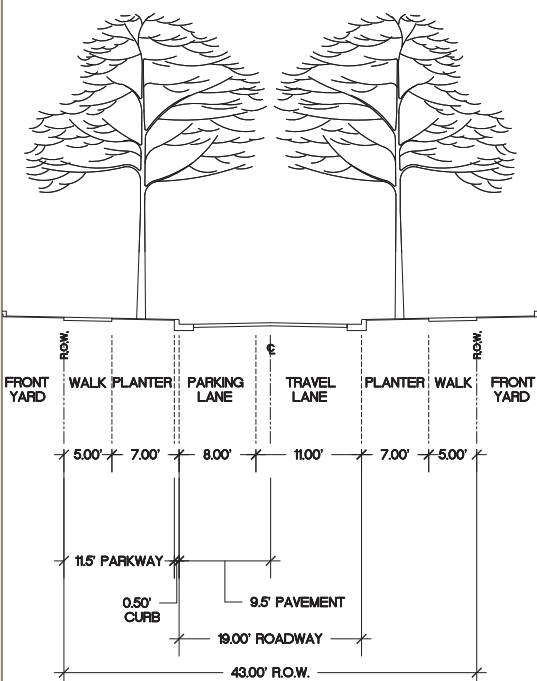 R.O.W.
℄
R.O.W.
FRONT
YARD
WALK
PLANTER
PARKING
LANE
TRAVEL
LANE
PLANTER
WALK
FRONT
YARD
5.00'
7.00'
8.00'
11.00'
7.00'
5.00'
11.5' PARKWAY
0.50'
CURB
9.5' PAVEMENT
19.00' ROADWAY
43.00' R.O.W.